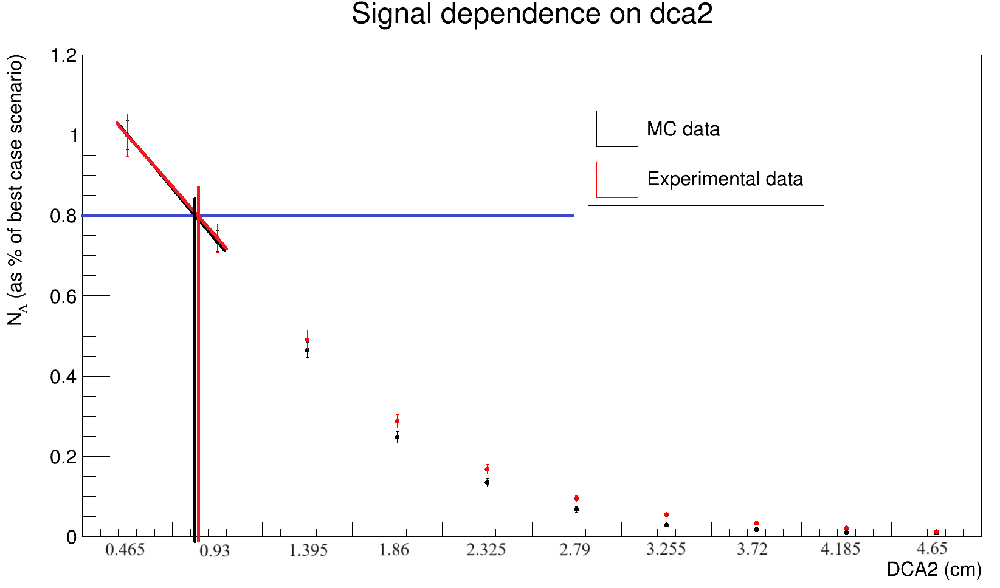 Signal dependence on dca2
N_Λ (as % of best case scenario)
1.2
1
0.8
0.6
0.4
0.2
0
MC data
Experimental data
0.465 0.93 1.395 1.86 2.325 2.79 3.255 3.72 4.185 4.65
DCA2 (cm)